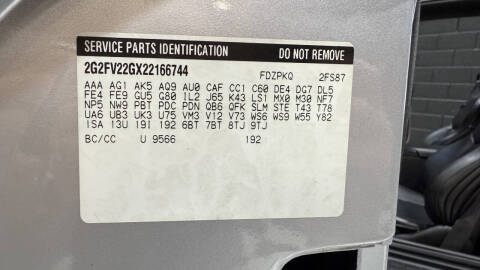 SERVICE PARTS IDENTIFICATION DO NOT REMOVE
2G2FV22GX22166744 FDZPKQ 2FS87
AAA AG1 AK5 AQ9 AU0 CAF CC1 C60 DE4 DG7 DL5
FE4 FE9 GU5 G80 IL2 J65 K43 LS1 MX0 M30 NF7
NP5 NW9 PBT PDC PDN QB6 QFK SLM STE T43 T78
UA6 UB3 UK3 U75 VM3 V12 V73 WS6 WS9 W55 Y82
1SA 13U 19I 192 6BT 7BT 8TJ 9TJ
BC/CC U 9566 192